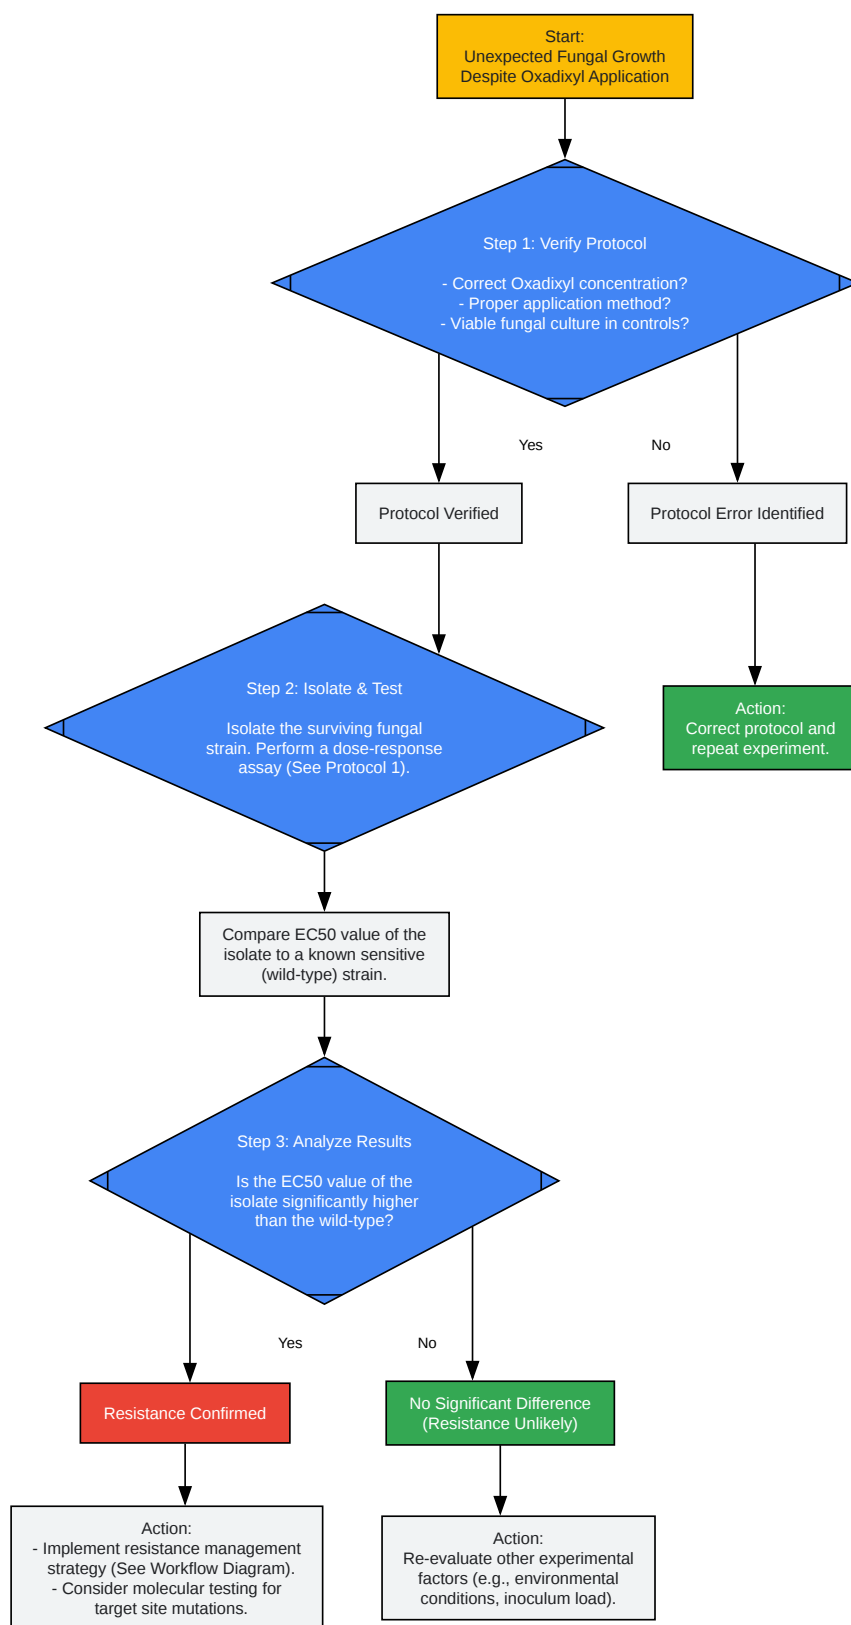 Start:
Unexpected Fungal Growth
Despite Oxadixyl Application
Step 1: Verify Protocol
- Correct Oxadixyl concentration?
- Proper application method?
- Viable fungal culture in controls?
Yes
No
Protocol Verified
Protocol Error Identified
Step 2: Isolate & Test
Isolate the surviving fungal
strain. Perform a dose-response
assay (See Protocol 1).
Action:
Correct protocol and
repeat experiment.
Compare EC50 value of the
isolate to a known sensitive
(wild-type) strain.
Step 3: Analyze Results
Is the EC50 value of the
isolate significantly higher
than the wild-type?
Yes
No
Resistance Confirmed
No Significant Difference
(Resistance Unlikely)
Action:
- Implement resistance management
strategy (See Workflow Diagram).
- Consider molecular testing for
target site mutations.
Action:
Re-evaluate other experimental
factors (e.g., environmental
conditions, inoculum load).